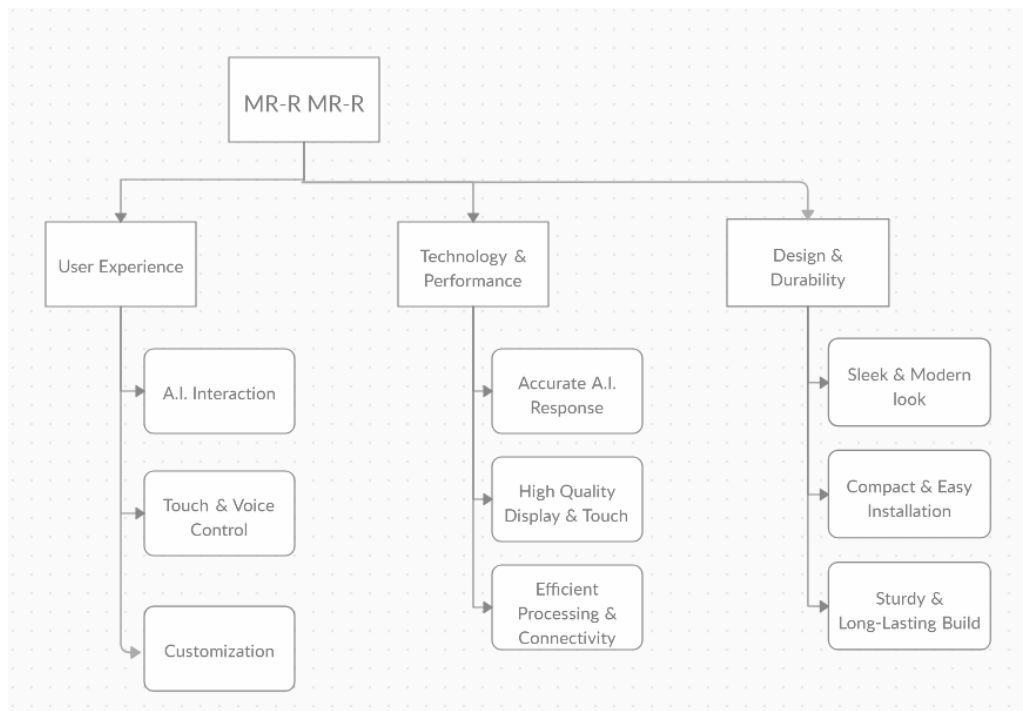 MR-R MR-R
User Experience
Technology &
Performance
Design &
Durability
A.I. Interaction
Touch & Voice
Control
Customization
Accurate A.I.
Response
High Quality
Display & Touch
Efficient
Processing &
Connectivity
Sleek & Modern
look
Compact & Easy
Installation
Sturdy &
Long-Lasting Build